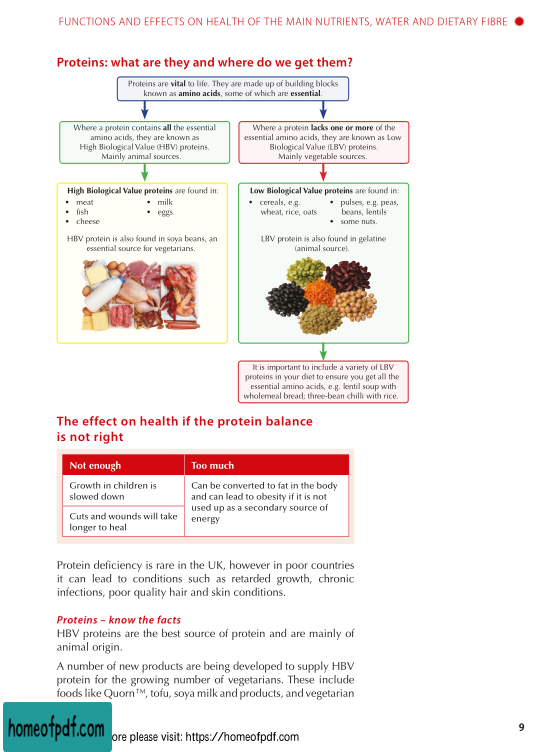 FUNCTIONS AND EFFECTS ON HEALTH OF THE MAIN NUTRIENTS, WATER AND DIETARY FIBRE
Proteins: what are they and where do we get them?
Proteins are vital to life. They are made up of building blocks
known as amino acids, some of which are essential.
Where a protein contains all the essential
amino acids, they are known as
High Biological Value (HBV) proteins.
Mainly animal sources.
Where a protein lacks one or more of the
essential amino acids, they are known as Low
Biological Value (LBV) proteins.
Mainly vegetable sources.
High Biological Value proteins are found in:
• meat
• fish
• cheese
• milk
• eggs.
HBV protein is also found in soya beans; an
essential source for vegetarians.
Low Biological Value proteins are found in:
• cereals, e.g.
wheat, rice, oats
• pulses, e.g. peas,
beans, lentils
• some nuts.
LBV protein is also found in gelatine
(animal source).
It is important to include a variety of LBV
proteins in your diet to ensure you get all the
essential amino acids, e.g. lentil soup with
wholemeal bread; three-bean chilli with rice.
The effect on health if the protein balance
is not right
Not enough
Too much
Growth in children is
slowed down
Cuts and wounds will take
longer to heal
Can be converted to fat in the body
and can lead to obesity if it is not
used up as a secondary source of
energy
Protein deficiency is rare in the UK, however in poor countries
it can lead to conditions such as retarded growth, chronic
infections, poor quality hair and skin conditions.
Proteins – know the facts
HBV proteins are the best source of protein and are mainly of
animal origin.
A number of new products are being developed to supply HBV
protein for the growing number of vegetarians. These include
foods like Quorn™, tofu, soya milk and products, and vegetarian
9
homeofpdf.com
ore please visit: https://homeofpdf.com